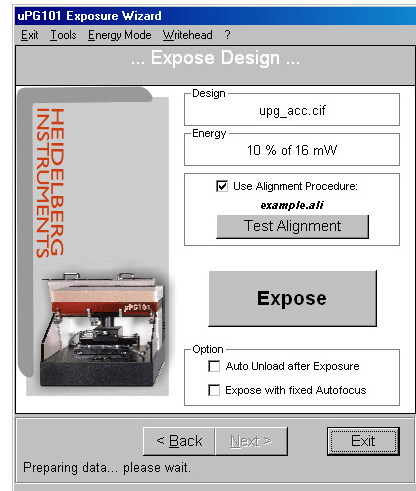 uPG101 Exposure Wizard
Exit Tools Energy Mode Writehead ?
... Expose Design ...
HEIDELBERG
INSTRUMENTS
µPG101
Design
upg_acc.cif
Energy
10 % of 16 mW
Use Alignment Procedure:
example.ali
Test Alignment
Expose
Option
Auto Unload after Exposure
Expose with fixed Autofocus
< Back Next > Exit
Preparing data... please wait.